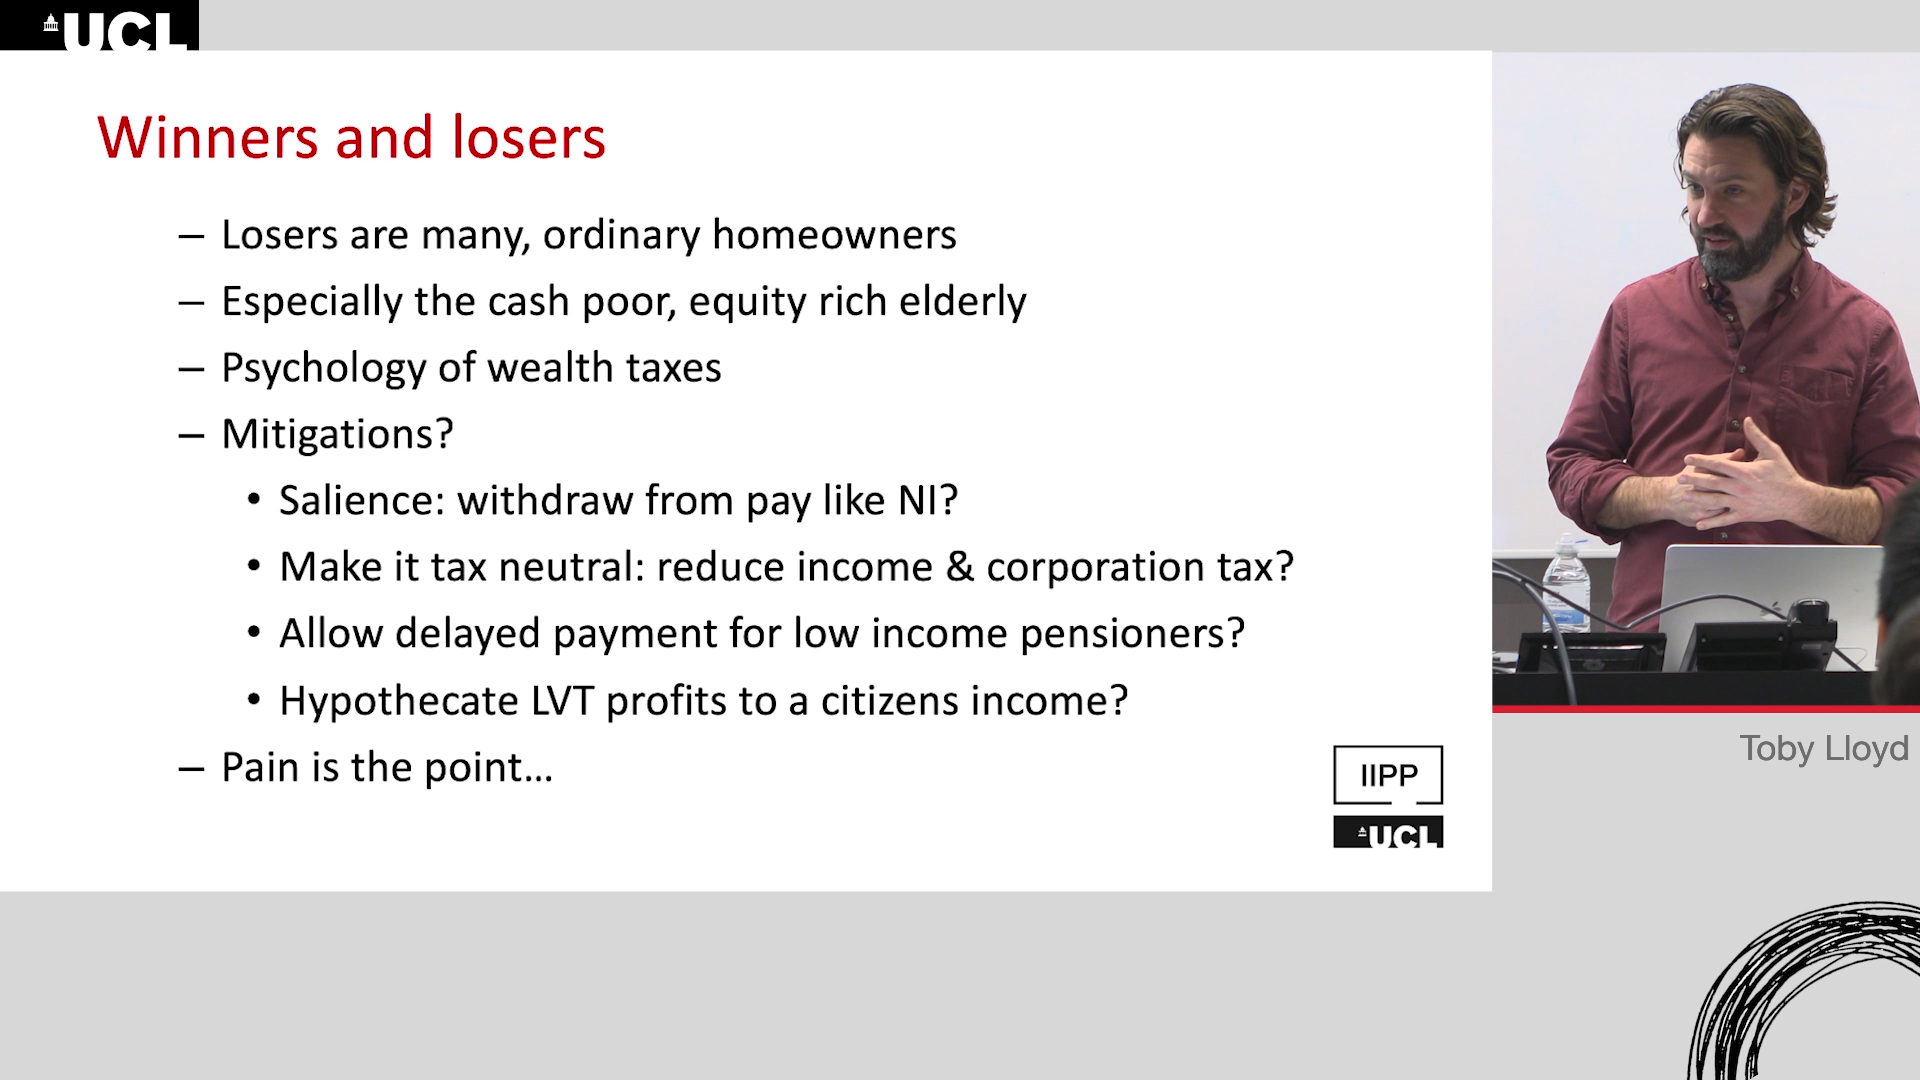 UCL
Winners and losers
– Losers are many, ordinary homeowners
– Especially the cash poor, equity rich elderly
– Psychology of wealth taxes
– Mitigations?
• Salience: withdraw from pay like NI?
• Make it tax neutral: reduce income & corporation tax?
• Allow delayed payment for low income pensioners?
• Hypothecate LVT profits to a citizens income?
– Pain is the point…
IIPP
UCL
Toby Lloyd